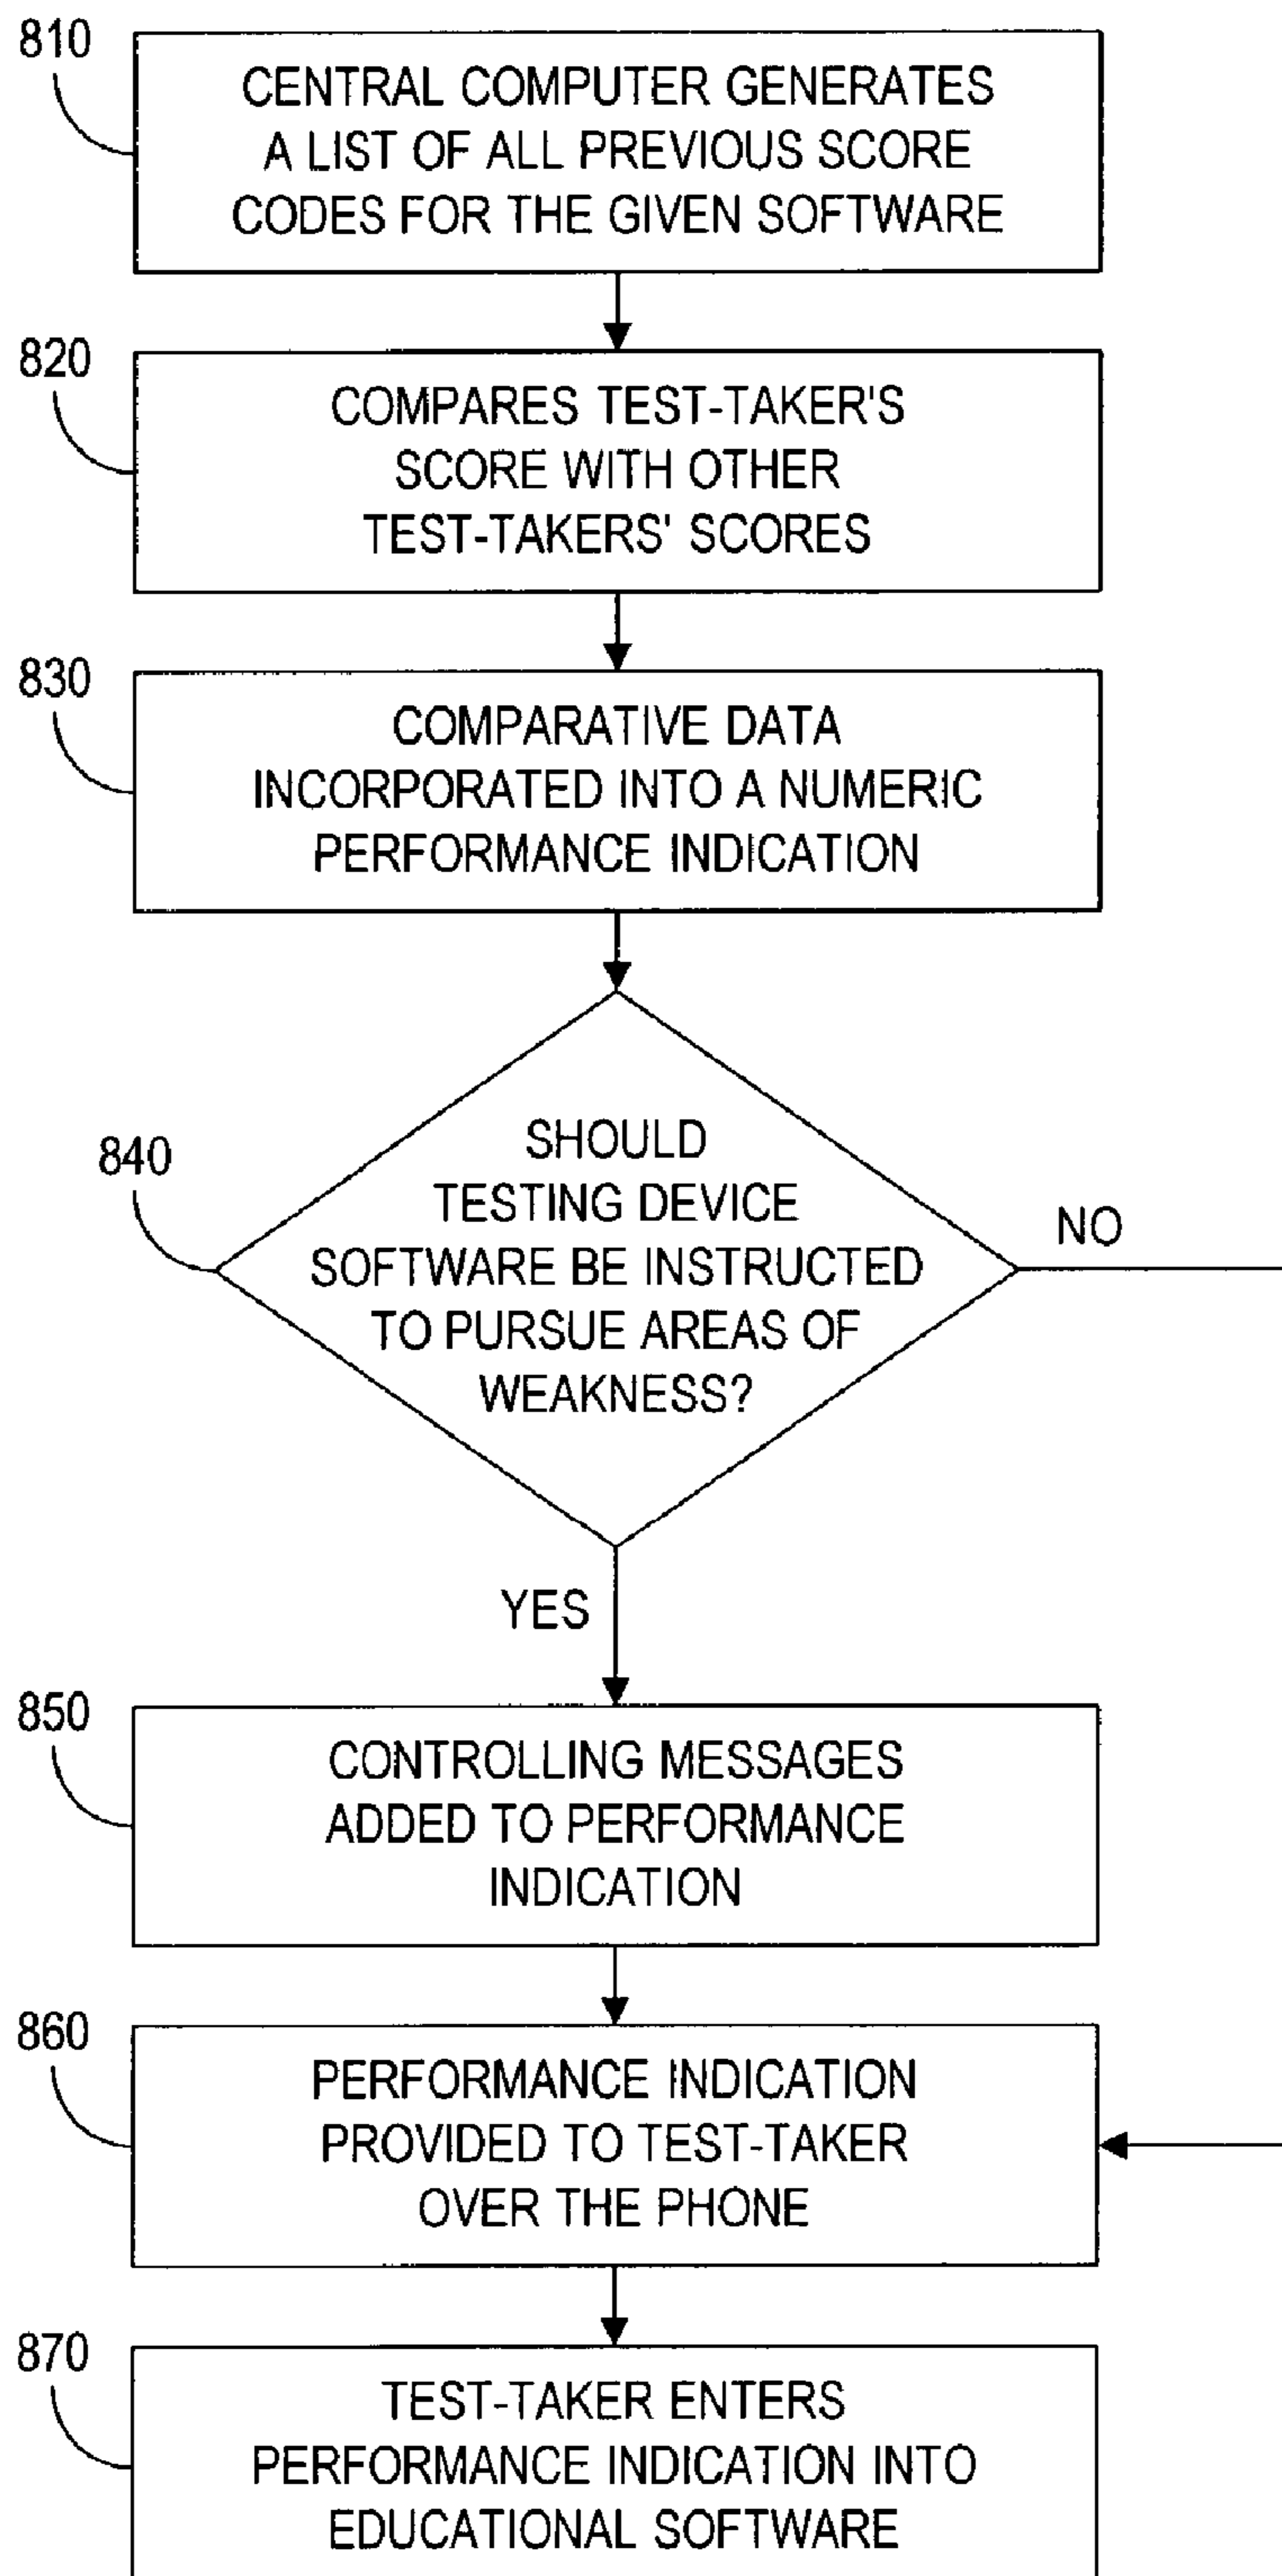 810
CENTRAL COMPUTER GENERATES
A LIST OF ALL PREVIOUS SCORE
CODES FOR THE GIVEN SOFTWARE
820
COMPARES TEST-TAKER'S
SCORE WITH OTHER
TEST-TAKERS' SCORES
830
COMPARATIVE DATA
INCORPORATED INTO A NUMERIC
PERFORMANCE INDICATION
840
SHOULD
TESTING DEVICE
SOFTWARE BE INSTRUCTED
TO PURSUE AREAS OF
WEAKNESS?
NO
YES
850
CONTROLLING MESSAGES
ADDED TO PERFORMANCE
INDICATION
860
PERFORMANCE INDICATION
PROVIDED TO TEST-TAKER
OVER THE PHONE
870
TEST-TAKER ENTERS
PERFORMANCE INDICATION INTO
EDUCATIONAL SOFTWARE